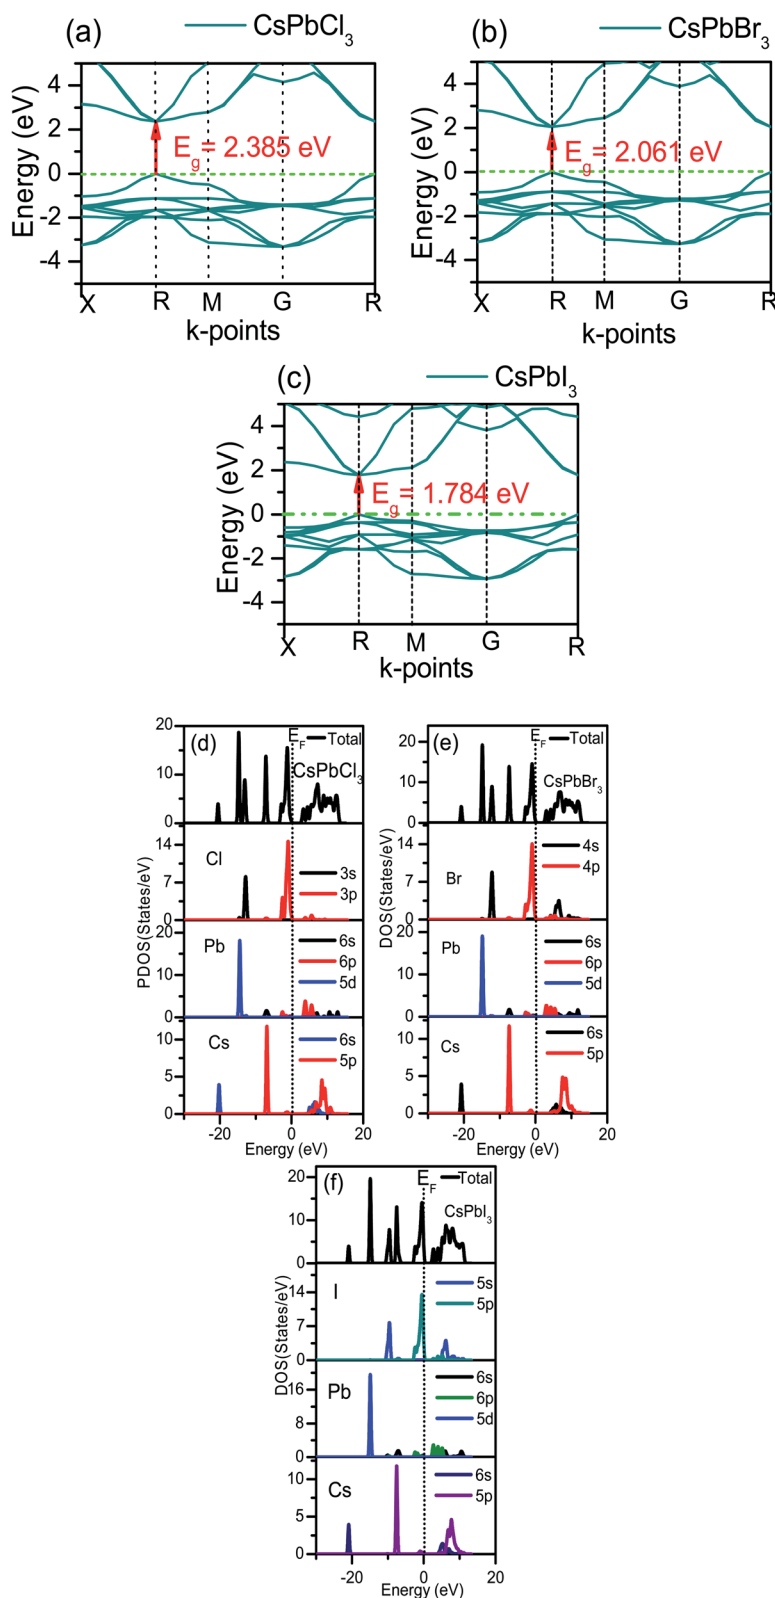 (a) CsPbCl3
Energy (eV)
4
2
0
-2
-4
Eg = 2.385 eV
X R M G R
k-points
(b) CsPbBr3
Energy (eV)
4
2
0
-2
-4
Eg = 2.061 eV
X R M G R
k-points
(c) CsPbI3
Energy (eV)
4
2
0
-2
-4
Eg = 1.784 eV
X R M G R
k-points
(d) EF Total
CsPbCl3
20
15
10
5
0
Cl
3s
3p
14
7
0
Pb
6s
6p
5d
20
10
0
Cs
6s
5p
10
5
0
PDOS(States/eV)
-20 0 20
Energy (eV)
(e) EF Total
CsPbBr3
20
10
0
Br
4s
4p
14
7
0
Pb
6s
6p
5d
20
10
0
Cs
6s
5p
10
5
0
DOS(States/eV)
-20 0 20
Energy (eV)
(f) EF Total
CsPbI3
20
15
10
5
0
I
5s
5p
14
7
0
Pb
6s
6p
5d
16
8
0
Cs
6s
5p
10
5
0
DOS(States/eV)
-20 0 20
Energy (eV)